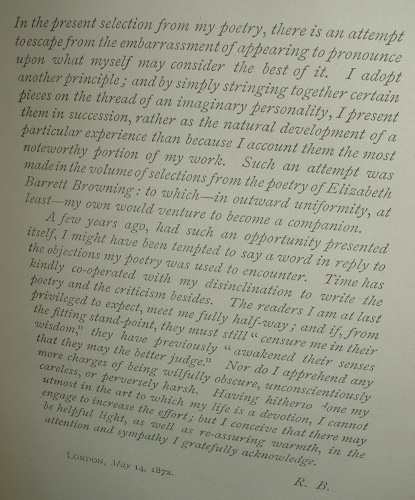 In the present selection from my poetry, there is an attempt
to escape from the embarrassment of appearing to pronounce
upon what myself may consider the best of it. I adopt
another principle; and by simply stringing together certain
pieces on the thread of an imaginary personality, I present
them in succession, rather as the natural development of a
particular experience than because I account them the most
noteworthy portion of my work. Such an attempt was
made in the volume of selections from the poetry of Elizabeth
Barrett Browning: to which—in outward uniformity, at
least—my own would venture to become a companion.
A few years ago, had such an opportunity presented
itself, I might have been tempted to say a word in reply to
the objections my poetry was used to encounter. Time has
kindly co-operated with my disinclination to write the
poetry and the criticism besides. The readers I am at last
privileged to expect, meet me fully half-way; and if, from
the fitting stand-point, they must still "censure me in their
wisdom," they have previously "awakened their senses
that they may the better judge." Nor do I apprehend any
more charges of being wilfully obscure, unconscientiously
careless, or perversely harsh. Having hitherto done my
utmost in the art to which my life is a devotion, I cannot
engage to increase the effort; but I conceive that there may
be helpful light, as well as re-assuring warmth, in the
attention and sympathy I gratefully acknowledge.
R. B.
London, May 14, 1872.